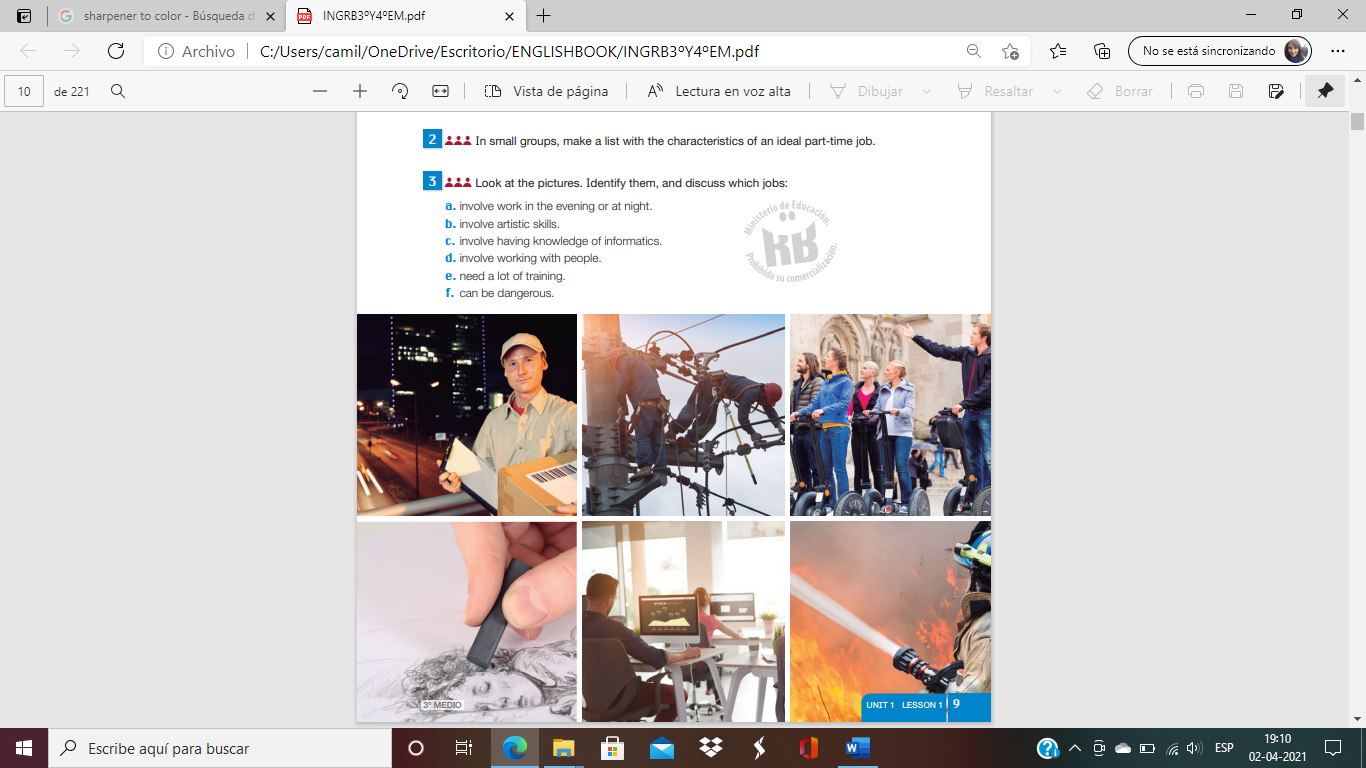 sharpener to color - Búsqueda d
INGRB3ºY4ºEM.pdf
Archivo
C:/Users/camil/OneDrive/Escritorio/ENGLISHBOOK/INGRB3ºY4ºEM.pdf
No se está sincronizando
10 de 221
Vista de página
Lectura en voz alta
Dibujar
Resaltar
Borrar
2 In small groups, make a list with the characteristics of an ideal part-time job.
3 Look at the pictures. Identify them, and discuss which jobs:
a. involve work in the evening or at night.
b. involve artistic skills.
c. involve having knowledge of informatics.
d. involve working with people.
e. need a lot of training.
f. can be dangerous.
Ministerio de Educación.
Prohibida su comercialización.
3º MEDIO
UNIT 1 LESSON 1 9
Escribe aquí para buscar
ESP
19:10
02-04-2021